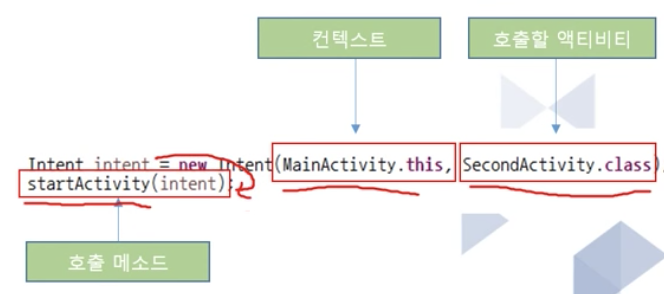 컨텍스트
호출할 액티비티
Intent intent = new Intent(MainActivity.this, SecondActivity.class)
startActivity(intent);
호출 메소드